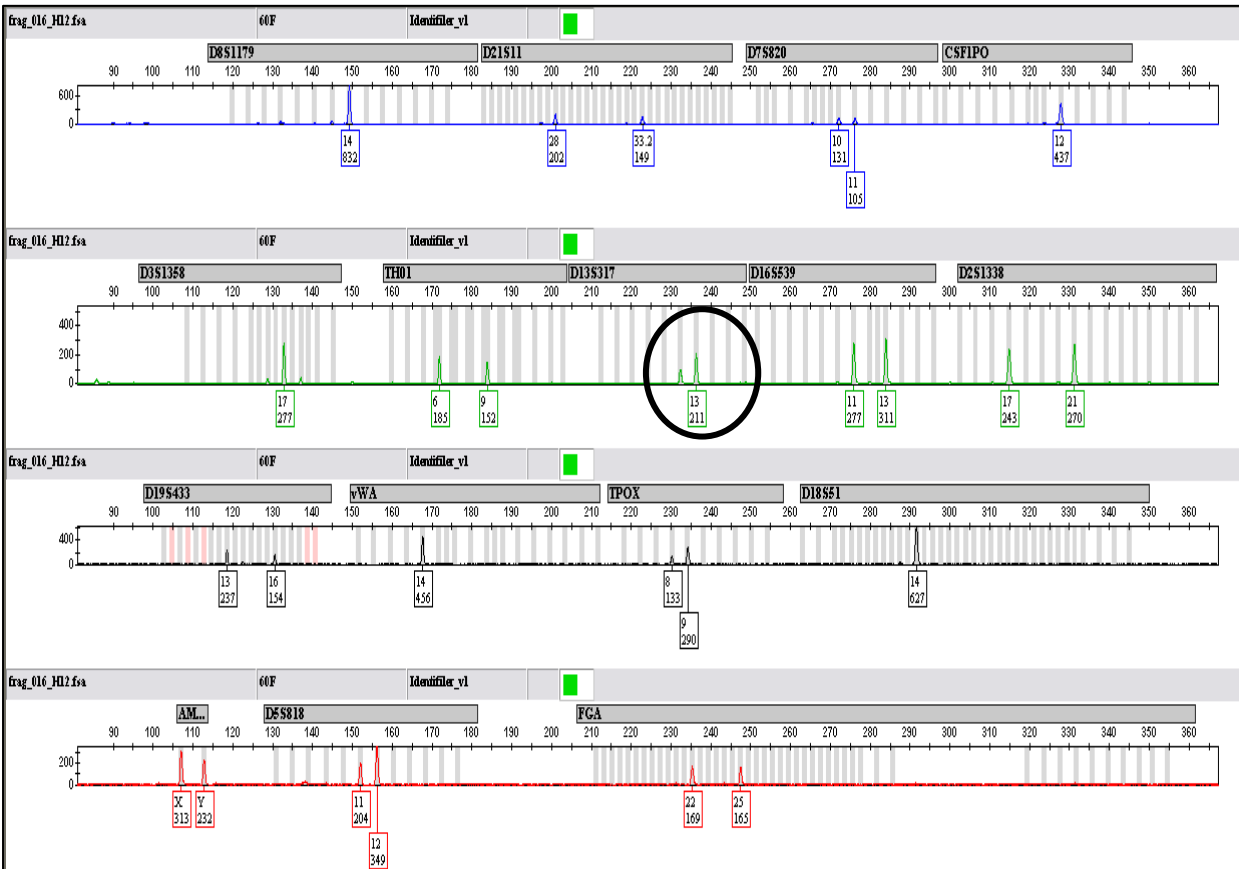 frag_016_H12.fsa 60F Identifiler_v1
D8S1179 D21S11 D7S820 CSF1PO
90 100 110 120 130 140 150 160 170 180 190 200 210 220 230 240 250 260 270 280 290 300 310 320 330 340 350 360
600
0
14 28 33.2 10 12
832 202 149 131 437
11
105
frag_016_H12.fsa 60F Identifiler_v1
D3S1358 TH01 D13S317 D16S539 D2S1338
90 100 110 120 130 140 150 160 170 180 190 200 210 220 230 240 250 260 270 280 290 300 310 320 330 340 350 360
400
200
0
17 6 9 13 11 13 17 21
277 185 152 211 277 311 243 270
frag_016_H12.fsa 60F Identifiler_v1
D19S433 vWA TPOX D18S51
90 100 110 120 130 140 150 160 170 180 190 200 210 220 230 240 250 260 270 280 290 300 310 320 330 340 350 360
400
0
13 16 14 8 14
237 154 456 133 627
9
290
frag_016_H12.fsa 60F Identifiler_v1
AM... D5S818 FGA
90 100 110 120 130 140 150 160 170 180 190 200 210 220 230 240 250 260 270 280 290 300 310 320 330 340 350 360
200
0
X Y 11 22 25
313 232 204 169 165
12
349